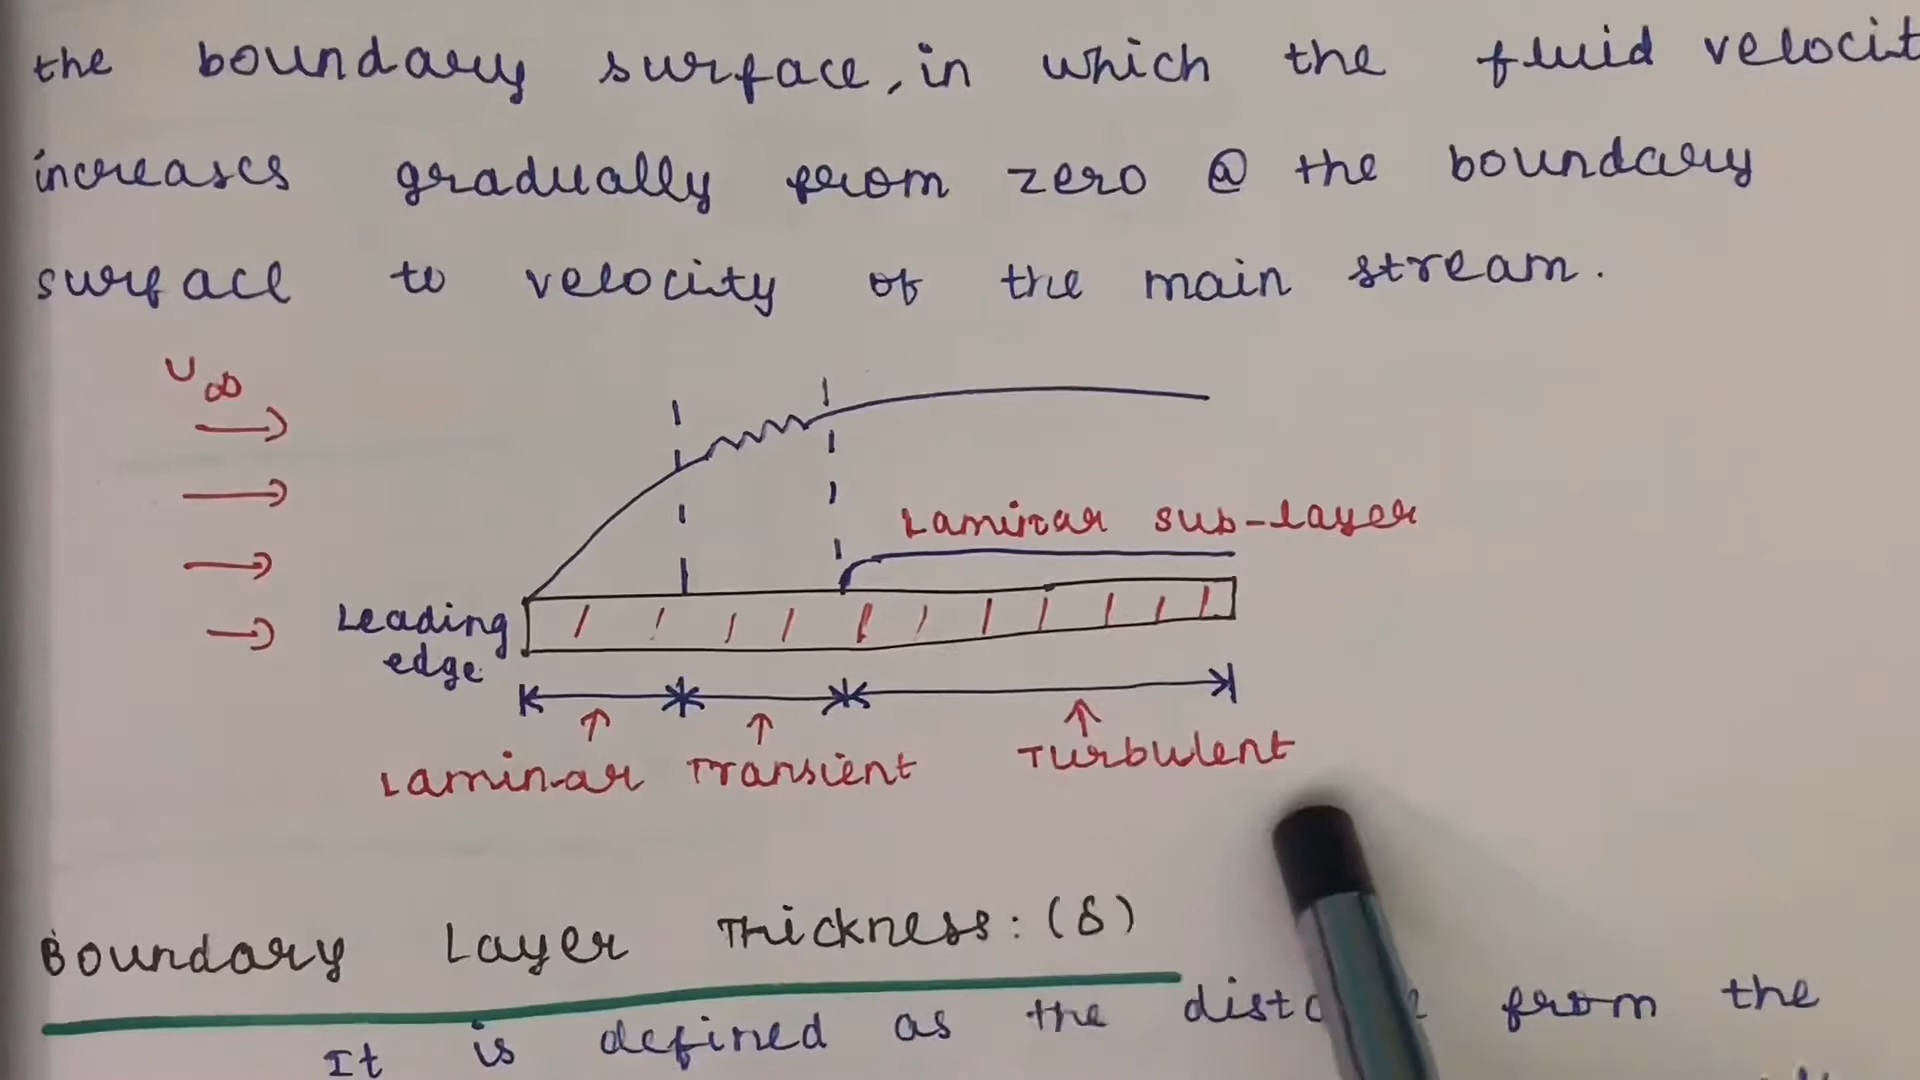 the boundary surface, in which the fluid velocit
increases gradually from zero @ the boundary
surface to velocity of the main stream.
U∞
Laminar sub-layer
Leading
edge
Laminar Transient Turbulent
Boundary Layer Thickness: (δ)
It is defined as the from the